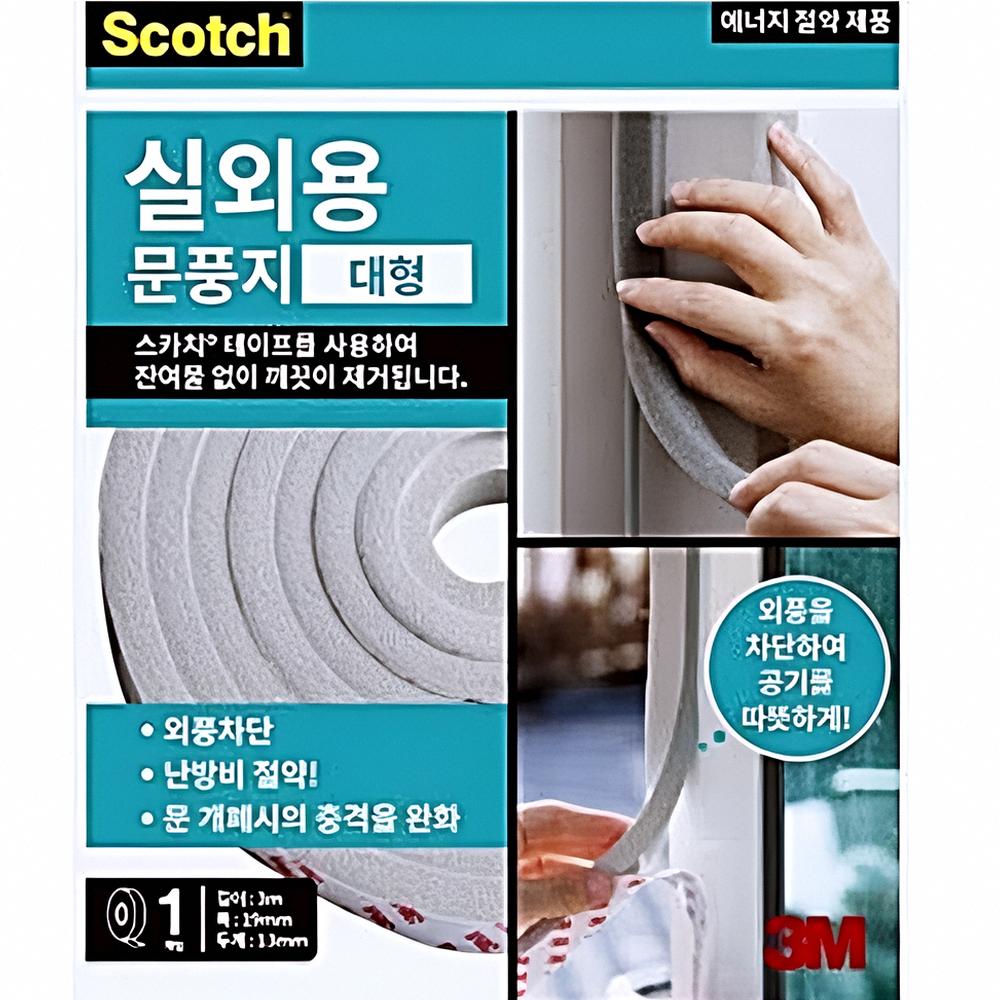 Scotch
에너지 절약 제품
실외용
문풍지 대형
스카치® 테이프를 사용하여
잔여물 없이 깨끗이 제거됩니다.
외풍을
차단하여
공기를
따뜻하게!
• 외풍차단
• 난방비 절약!
• 문 개폐시의 충격을 완화
1
3M